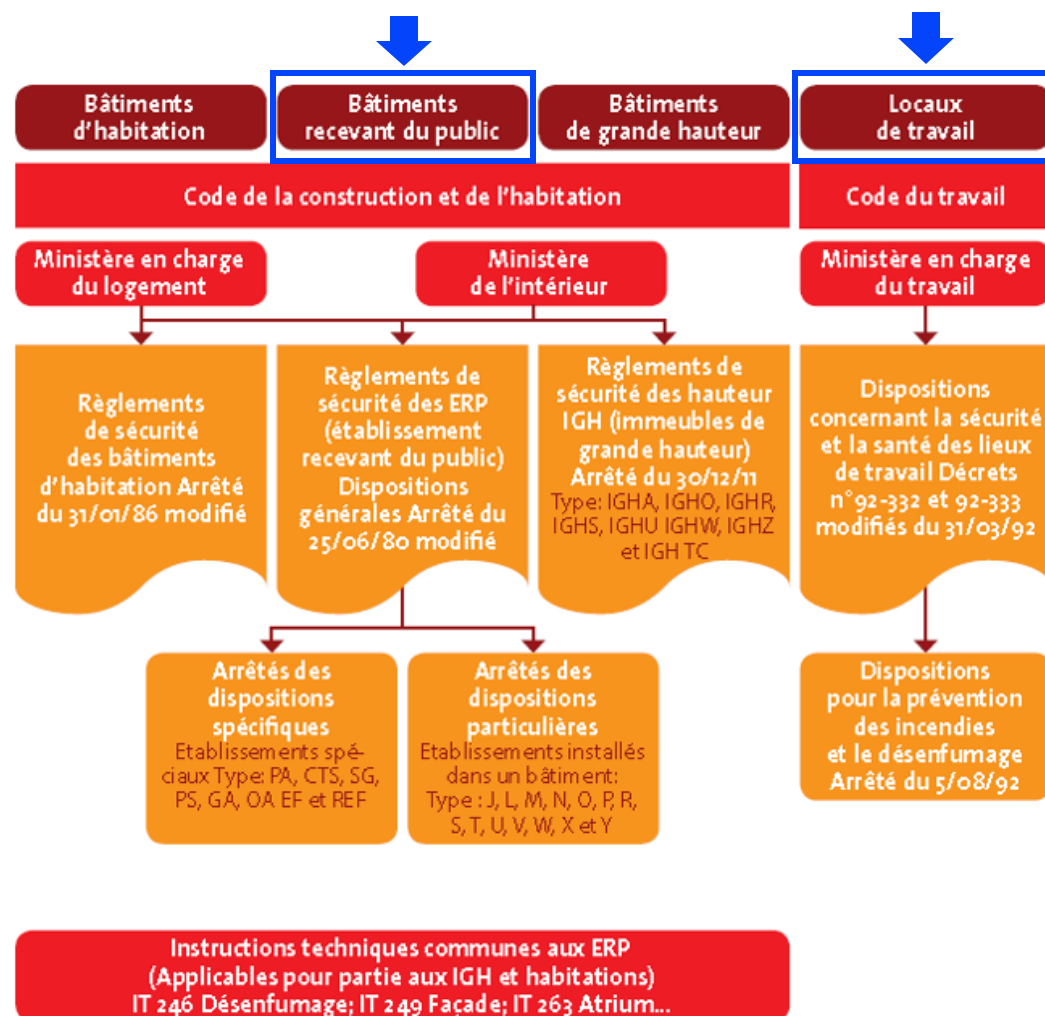 Bâtiments
d'habitation
Bâtiments
recevant du public
Bâtiments
de grande hauteur
Locaux
de travail
Code de la construction et de l'habitation
Code du travail
Ministère en charge
du logement
Ministère
de l'intérieur
Ministère en charge
du travail
Règlements
de sécurité
des bâtiments
d'habitation Arrêté
du 31/01/86 modifié
Règlements de
sécurité des ERP
(établissement
recevant du public)
Dispositions
générales Arrêté du
25/06/80 modifié
Règlements de
sécurité des hauteur
IGH (immeubles de
grande hauteur)
Arrêté du 30/12/11
Type: IGHA, IGHO, IGHR,
IGHS, IGHU IGHW, IGHZ
et IGH TC
Dispositions
concernant la sécurité
et la santé des lieux
de travail Décrets
n°92-332 et 92-333
modifiés du 31/03/92
Arrêtés des
dispositions
spécifiques
Etablissements spé-
ciaux Type: PA, CTS, SG,
PS, GA, OA EF et REF
Arrêtés des
dispositions
particulières
Etablissements installés
dans un bâtiment:
Type : J, L, M, N, O, P, R,
S, T, U, V, W, X et Y
Dispositions
pour la prévention
des incendies
et le désenfumage
Arrêté du 5/08/92
Instructions techniques communes aux ERP
(Applicables pour partie aux IGH et habitations)
IT 246 Désenfumage; IT 249 Façade; IT 263 Atrium...